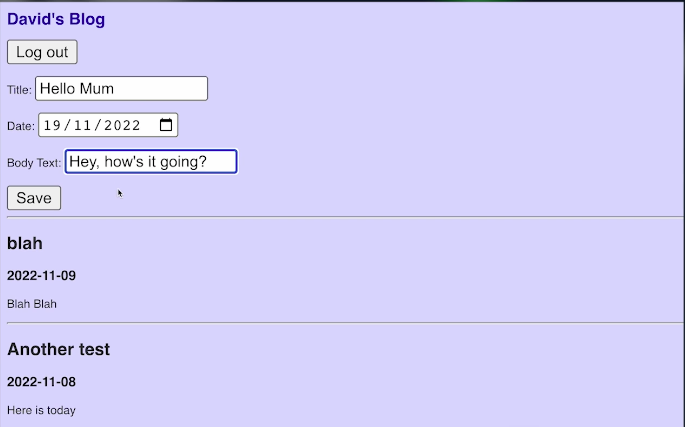 David's Blog
Log out
Title: Hello Mum
Date: 19/11/2022
Body Text: Hey, how's it going?
Save
blah
2022-11-09
Blah Blah
Another test
2022-11-08
Here is today